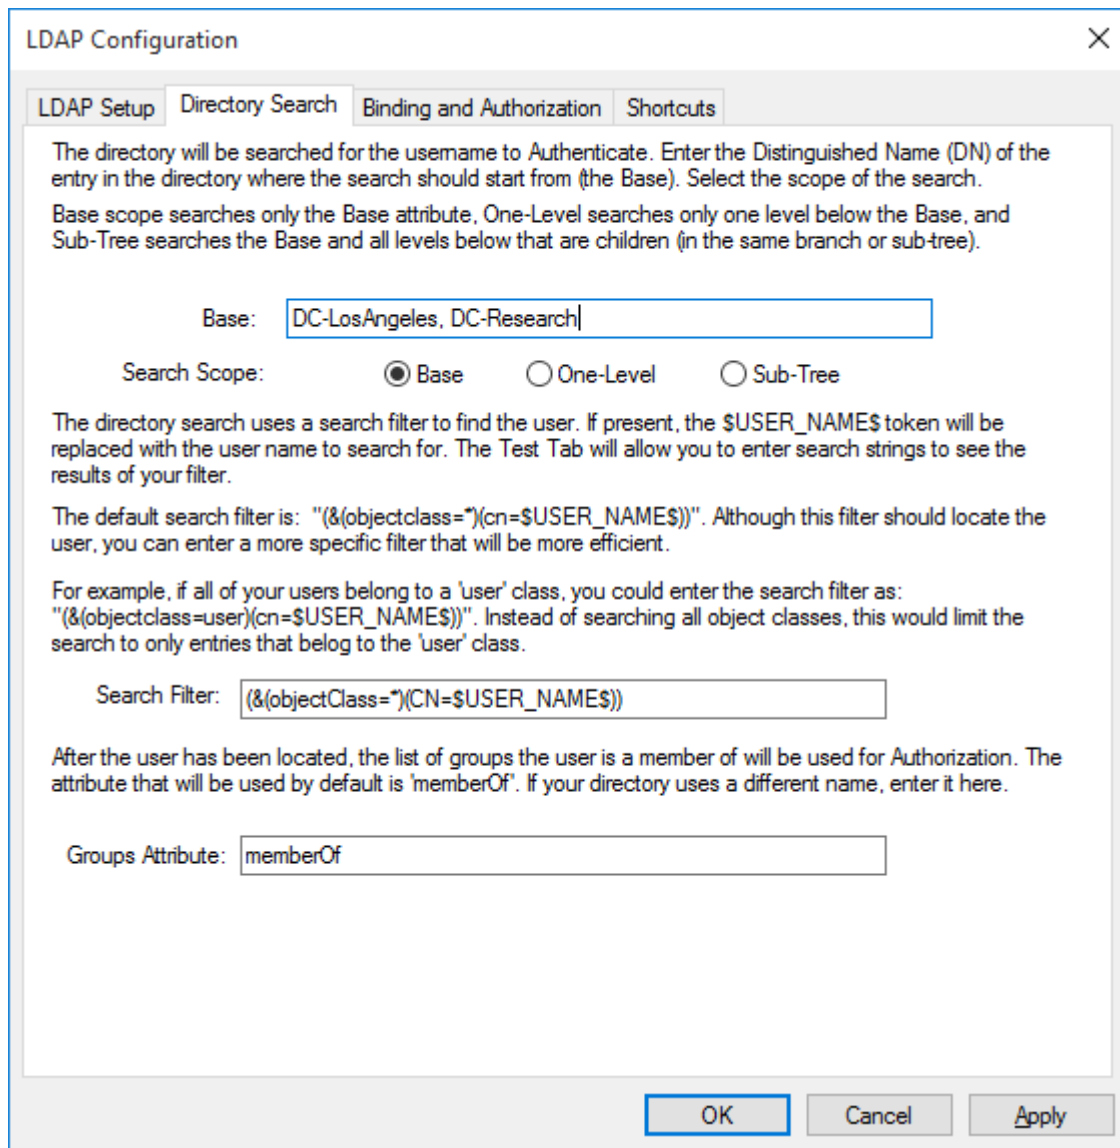 LDAP Configuration
LDAP Setup Directory Search Binding and Authorization Shortcuts
The directory will be searched for the username to Authenticate. Enter the Distinguished Name (DN) of the
entry in the directory where the search should start from (the Base). Select the scope of the search.
Base scope searches only the Base attribute, One-Level searches only one level below the Base, and
Sub-Tree searches the Base and all levels below that are children (in the same branch or sub-tree).
Base: DC-LosAngeles, DC-Research
Search Scope: Base One-Level Sub-Tree
The directory search uses a search filter to find the user. If present, the $USER_NAME$ token will be
replaced with the user name to search for. The Test Tab will allow you to enter search strings to see the
results of your filter.
The default search filter is: "(&(objectclass=*)(cn=$USER_NAME$))". Although this filter should locate the
user, you can enter a more specific filter that will be more efficient.
For example, if all of your users belong to a 'user' class, you could enter the search filter as:
"(&(objectclass=user)(cn=$USER_NAME$))". Instead of searching all object classes, this would limit the
search to only entries that belog to the 'user' class.
Search Filter: (&(objectClass=*)(CN=$USER_NAME$))
After the user has been located, the list of groups the user is a member of will be used for Authorization. The
attribute that will be used by default is 'memberOf'. If your directory uses a different name, enter it here.
Groups Attribute: memberOf
OK Cancel Apply